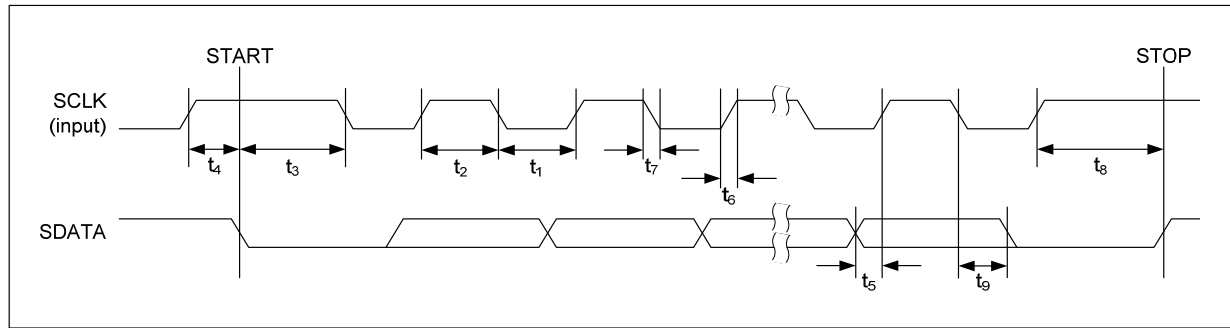 START
STOP
SCLK
(input)
t₄
t₃
t₂
t₁
t₇
t₆
t₈
SDATA
t₅
t₉